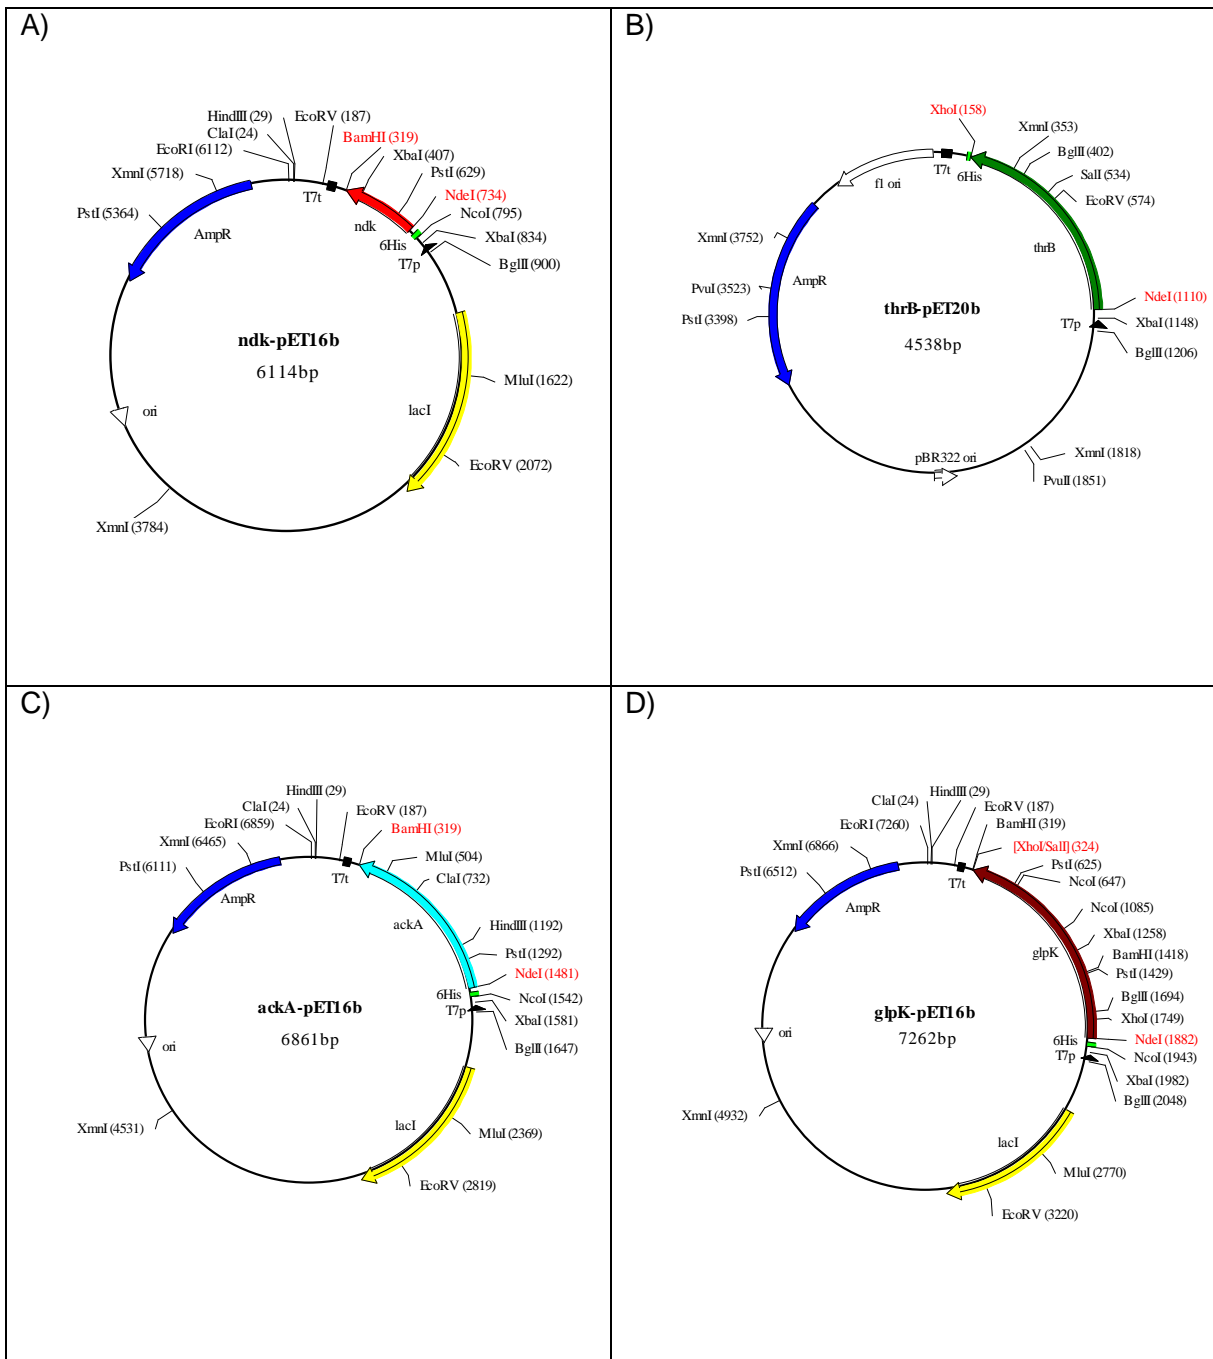 A)
HindIII (29)
EcoRV (187)
ClaI (24)
BamHI (319)
EcoRI (6112)
XbaI (407)
XmnI (5718)
PstI (629)
NdeI (734)
PstI (5364)
T7t
NcoI (795)
AmpR
ndk
6His
XbaI (834)
T7p
BglII (900)
ndk-pET16b
6114bp
MluI (1622)
ori
lacI
EcoRV (2072)
XmnI (3784)
B)
XhoI (158)
XmnI (353)
BglII (402)
f1 ori
T7t
6His
SalI (534)
EcoRV (574)
XmnI (3752)
thrB
PvuI (3523)
AmpR
NdeI (1110)
thrB-pET20b
PstI (3398)
T7p
XbaI (1148)
4538bp
BglII (1206)
pBR322 ori
XmnI (1818)
PvuII (1851)
C)
HindIII (29)
ClaI (24)
EcoRV (187)
EcoRI (6859)
BamHI (319)
XmnI (6465)
MluI (504)
PstI (6111)
T7t
ClaI (732)
AmpR
ackA
HindIII (1192)
PstI (1292)
NdeI (1481)
6His
NcoI (1542)
ackA-pET16b
T7p
XbaI (1581)
6861bp
ori
BglII (1647)
XmnI (4531)
lacI
MluI (2369)
EcoRV (2819)
D)
HindIII (29)
ClaI (24)
EcoRV (187)
EcoRI (7260)
BamHI (319)
XmnI (6866)
[XhoI/SalI] (324)
PstI (6512)
T7t
PstI (625)
NcoI (647)
AmpR
NcoI (1085)
XbaI (1258)
glpK
BamHI (1418)
PstI (1429)
BglII (1694)
glpK-pET16b
XhoI (1749)
7262bp
ori
6His
NdeI (1882)
T7p
NcoI (1943)
XbaI (1982)
XmnI (4932)
BglII (2048)
lacI
MluI (2770)
EcoRV (3220)